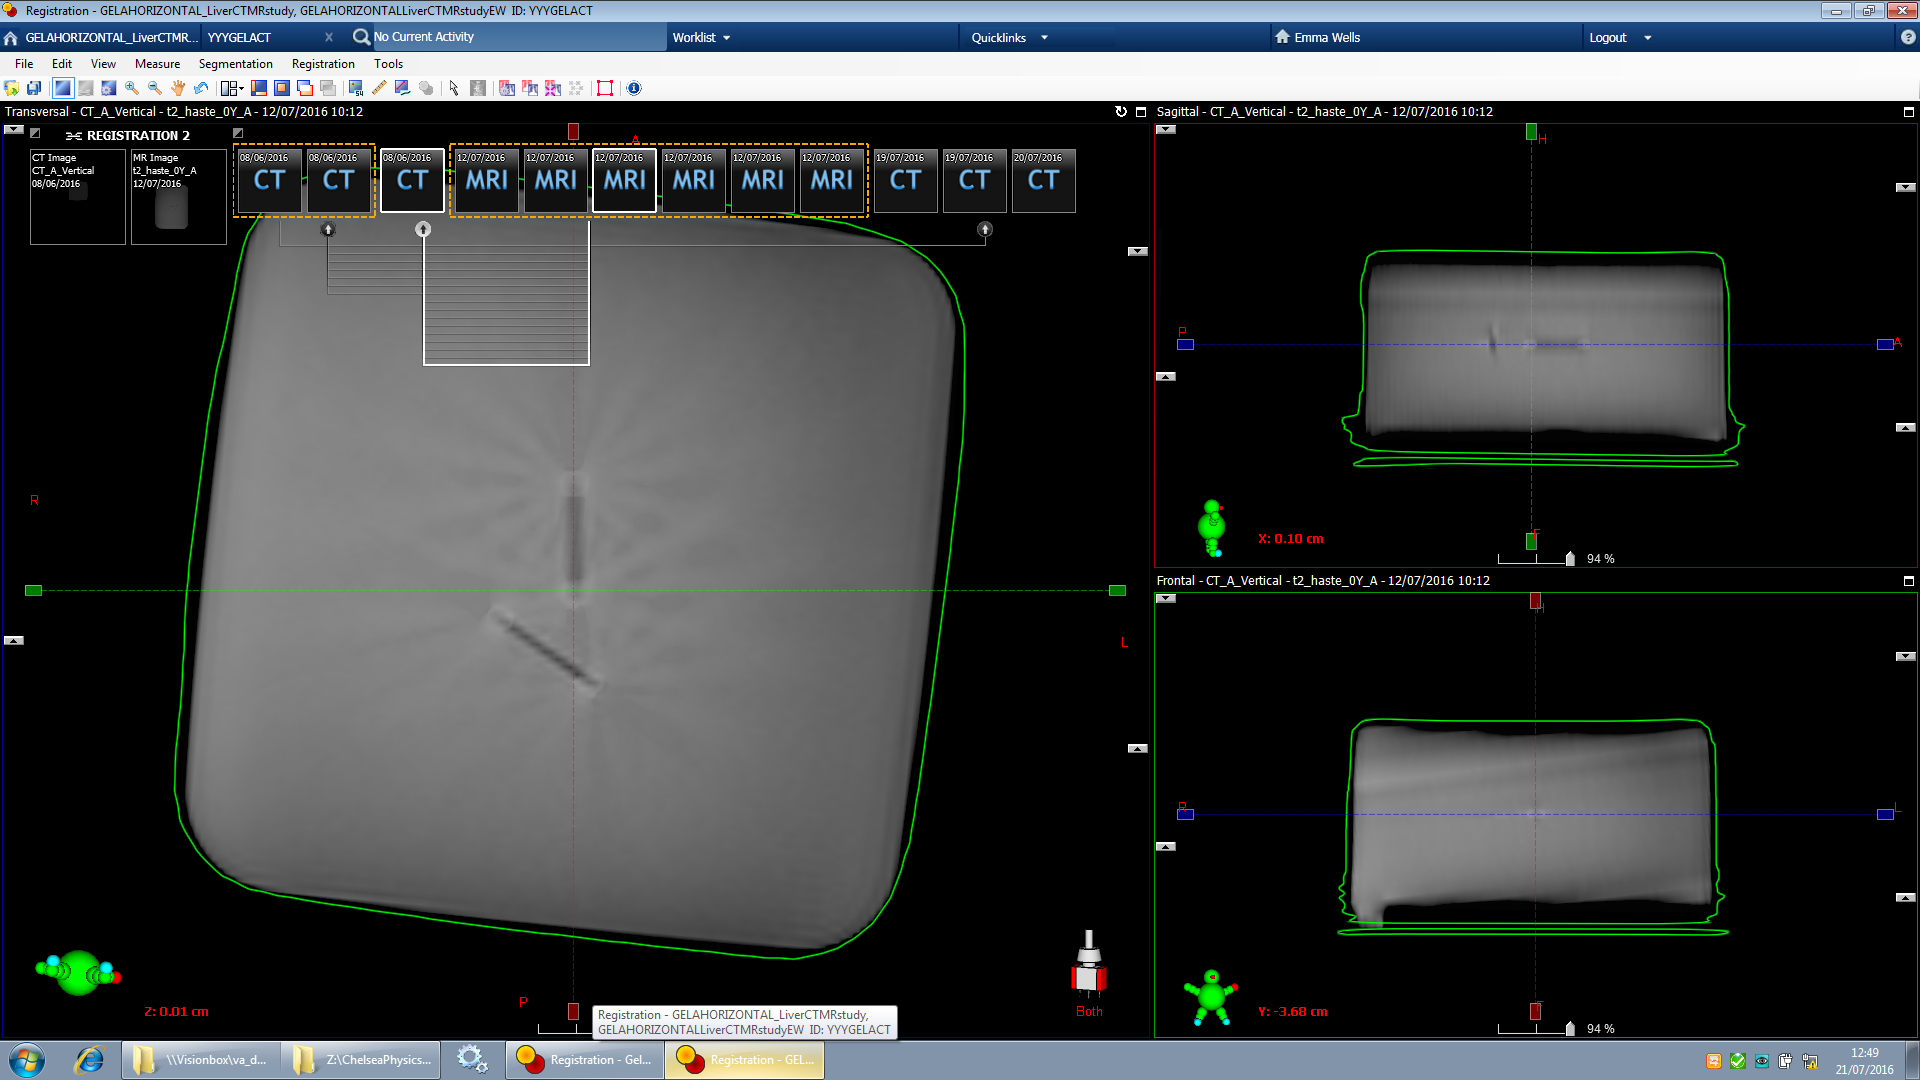 Registration - GELAHORIZONTAL_LiverCTMRstudy, GELAHORIZONTALLiverCTMRstudyEW ID: YYYGELACT
GELAHORIZONTAL_LiverCTMR... YYYGELACT x No Current Activity Worklist Quicklinks Emma Wells Logout
File Edit View Measure Segmentation Registration Tools
Transversal - CT_A_Vertical - t2_haste_0Y_A - 12/07/2016 10:12
REGISTRATION 2
CT Image
CT_A_Vertical
08/06/2016
MR Image
t2_haste_0Y_A
12/07/2016
08/06/2016 CT
08/06/2016 CT
08/06/2016 CT
12/07/2016 MRI
12/07/2016 MRI
12/07/2016 MRI
12/07/2016 MRI
12/07/2016 MRI
12/07/2016 MRI
19/07/2016 CT
19/07/2016 CT
20/07/2016 CT
A
R
L
P
Z: 0.01 cm
Both
Sagittal - CT_A_Vertical - t2_haste_0Y_A - 12/07/2016 10:12
H
P
A
F
X: 0.10 cm
94 %
Frontal - CT_A_Vertical - t2_haste_0Y_A - 12/07/2016 10:12
H
R
L
F
Y: -3.68 cm
94 %
Registration - GELAHORIZONTAL_LiverCTMRstudy,
GELAHORIZONTALLiverCTMRstudyEW ID: YYYGELACT
\\Visionbox\va_d... Z:\ChelseaPhysics... Registration - Gel... Registration - GEL...
12:49
21/07/2016